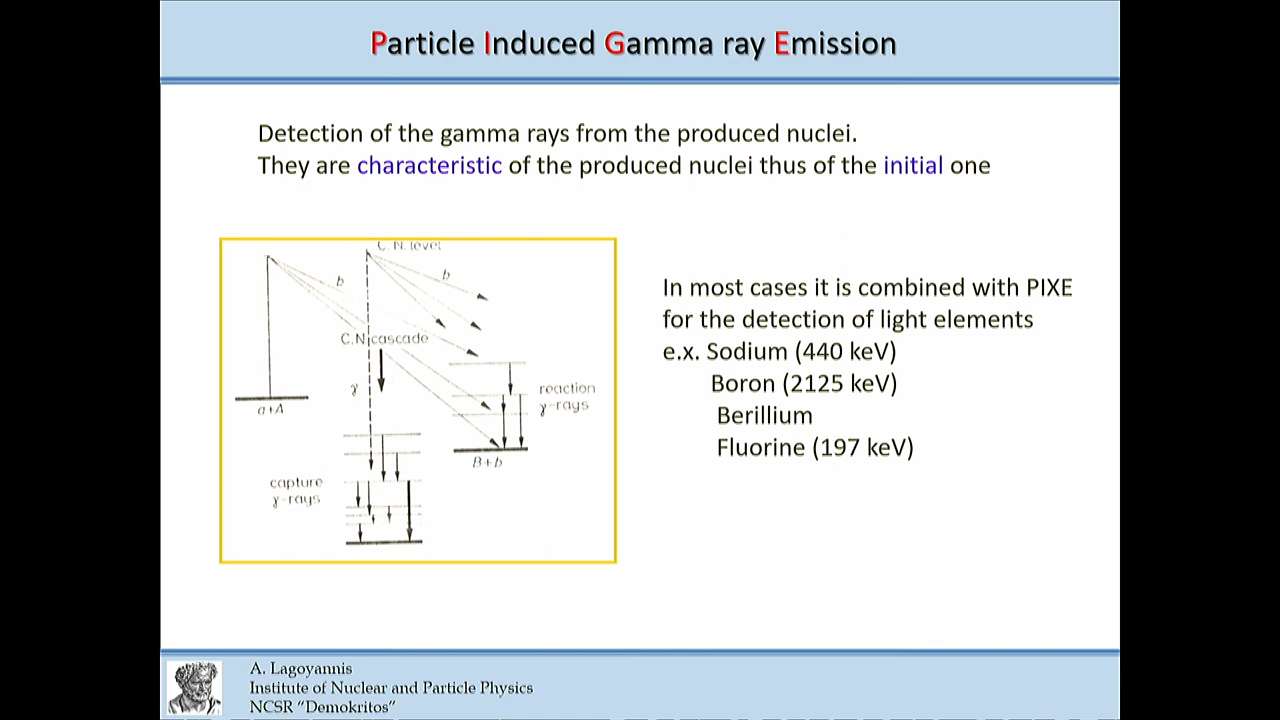 Particle Induced Gamma ray Emission
Detection of the gamma rays from the produced nuclei.
They are characteristic of the produced nuclei thus of the initial one
C. N. level
b
b
C.N. cascade
γ
a+A
reaction
γ-rays
B+b
capture
γ-rays
In most cases it is combined with PIXE
for the detection of light elements
e.x. Sodium (440 keV)
Boron (2125 keV)
Berillium
Fluorine (197 keV)
A. Lagoyannis
Institute of Nuclear and Particle Physics
NCSR “Demokritos”